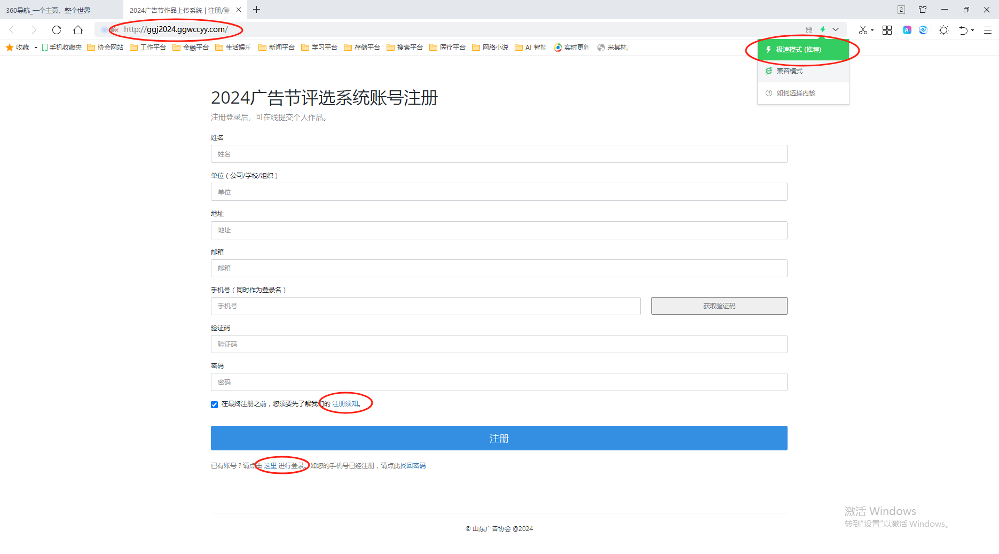 360导航_一个主页，整个世界
2024广告节作品上传系统 | 注册/登
2
http://ggj2024.ggwccyy.com/
收藏 手机收藏夹 协会网站 工作平台 金融平台 生活娱乐 新闻平台 学习平台 存储平台 搜索平台 医疗平台 网络小说 AI 智能 实时更新 米其林/
AI
极速模式 (推荐)
兼容模式
如何选择内核
2024广告节评选系统账号注册
注册登录后，可在线提交个人作品。
姓名
姓名
单位（公司/学校/组织）
单位
地址
地址
邮箱
邮箱
手机号（同时作为登录名）
手机号
获取验证码
验证码
验证码
密码
密码
在最终注册之前，您须要先了解我们的 注册须知。
注册
已有账号？请点击 这里 进行登录。如您的手机号已经注册，请点此找回密码
激活 Windows
转到“设置”以激活 Windows。
© 山东广告协会 @2024